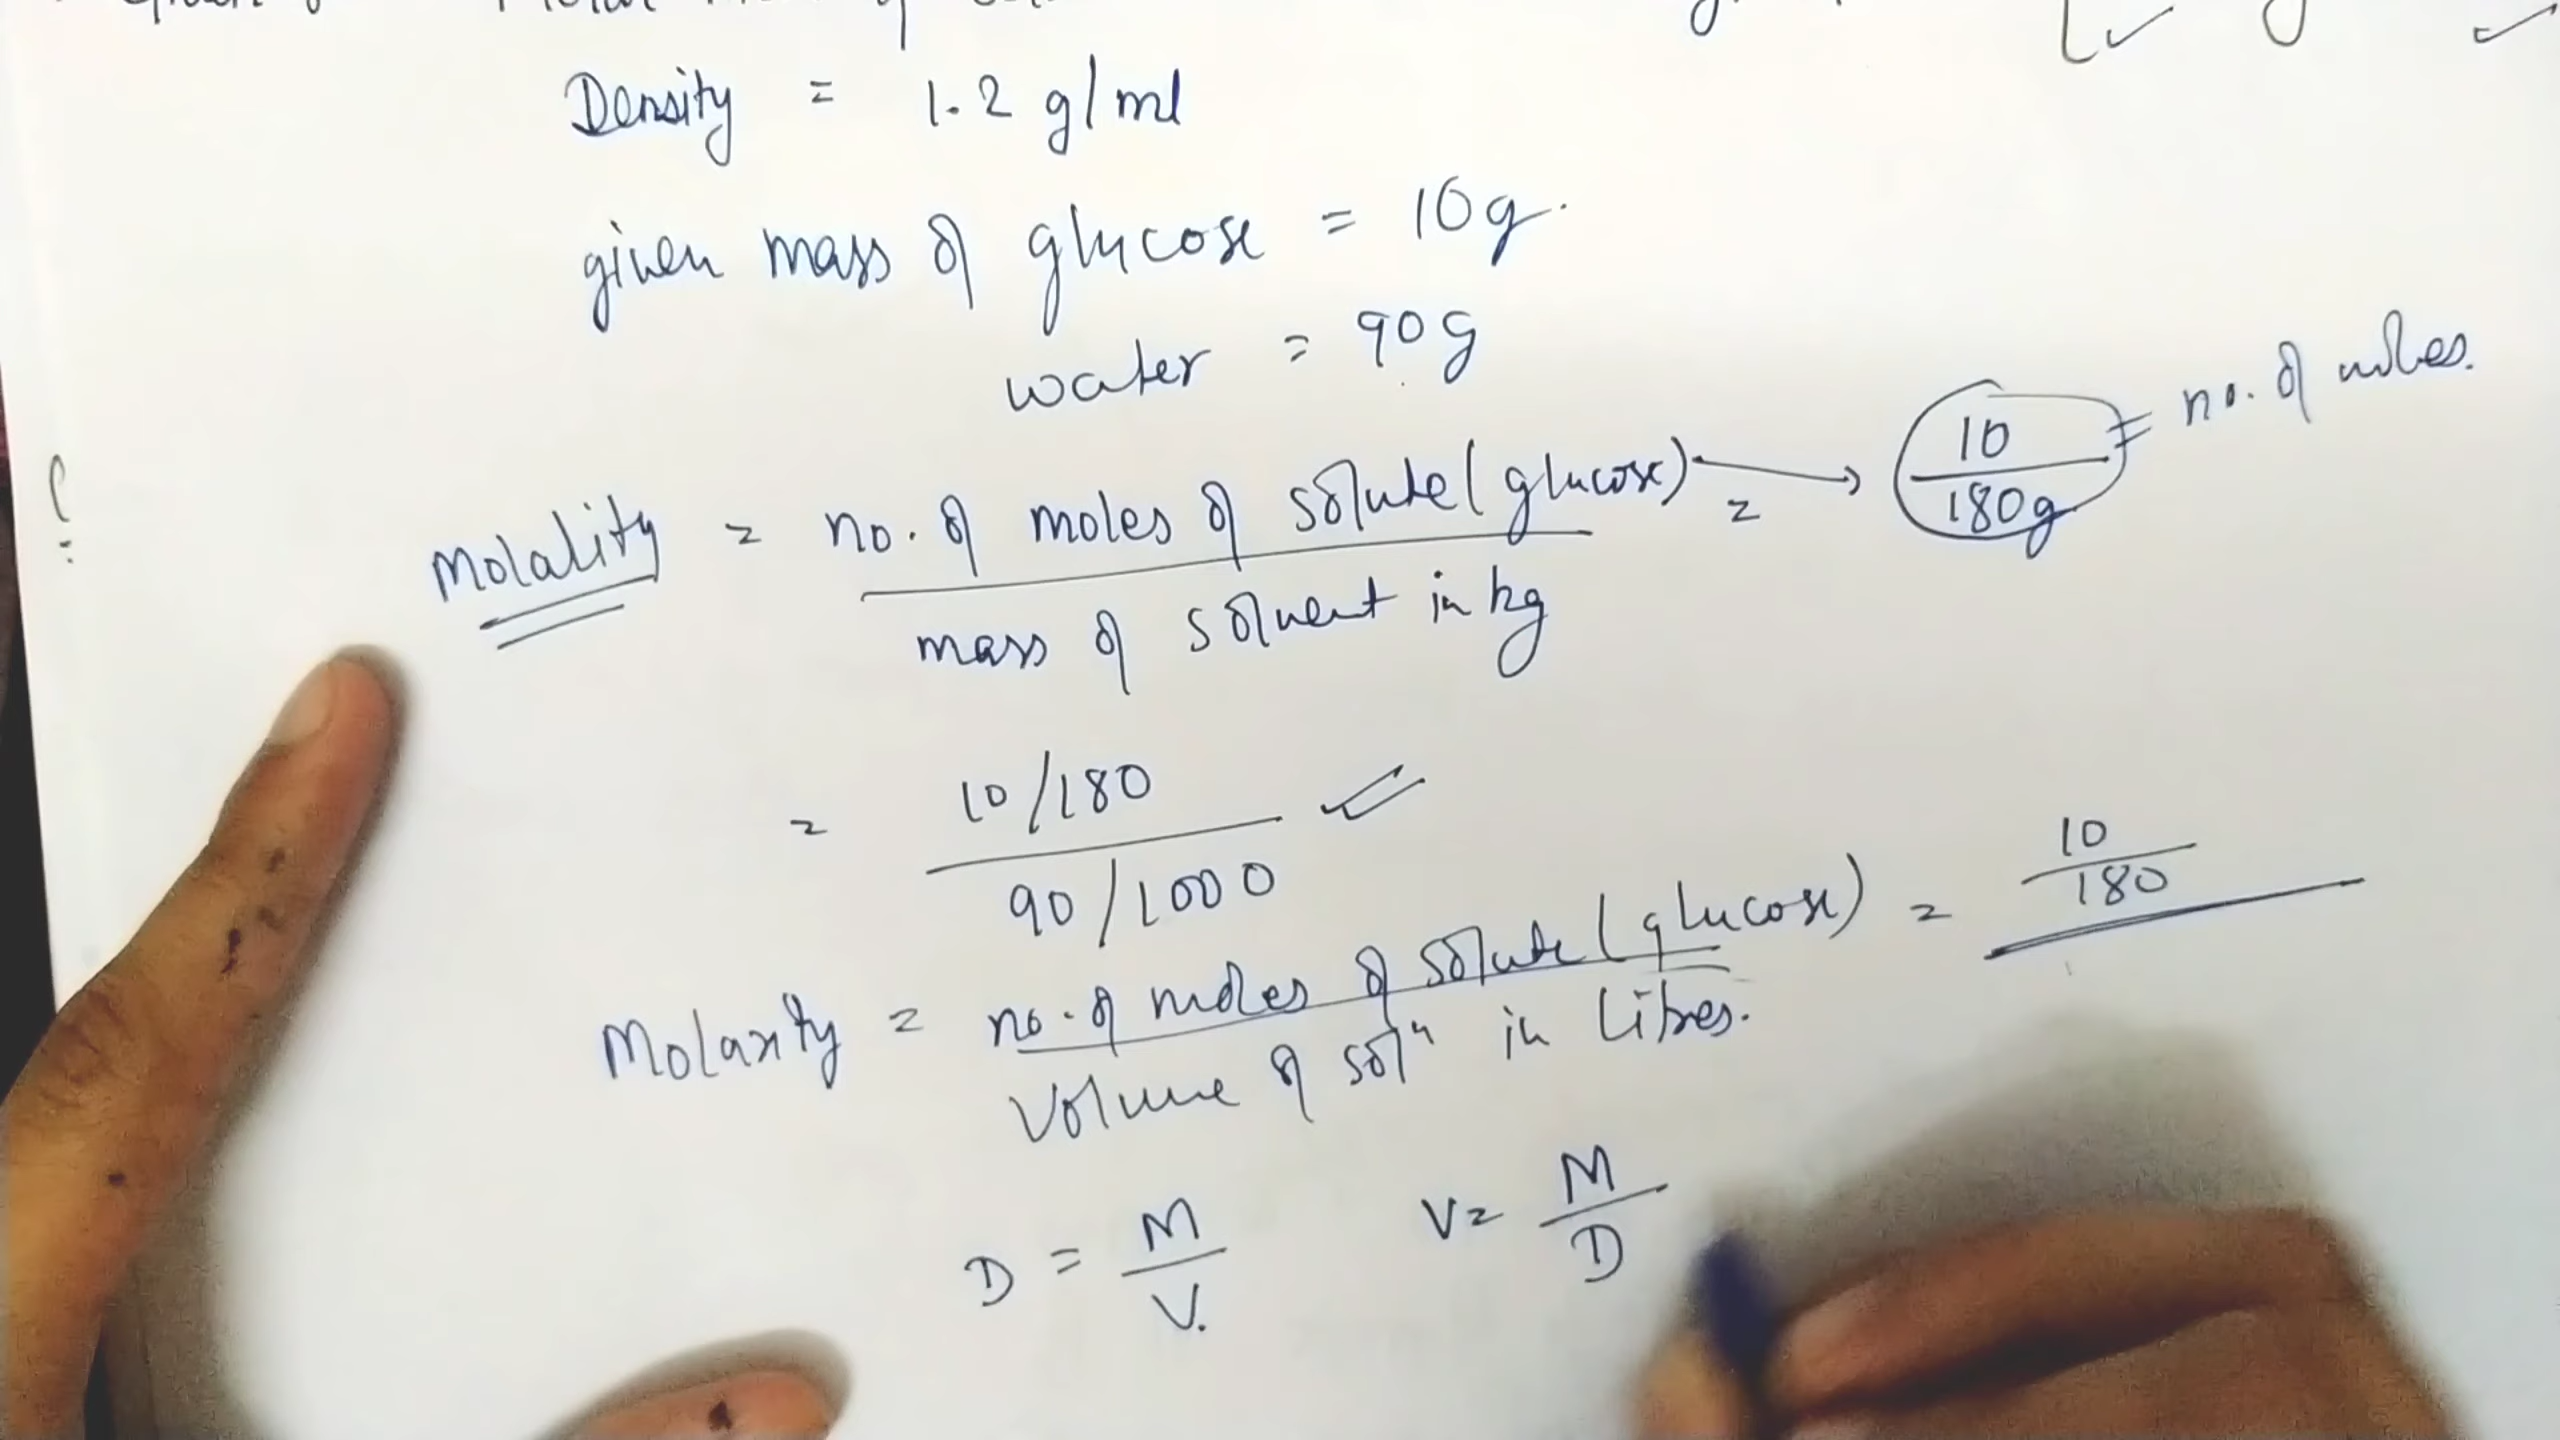 Density = 1.2 g/ml
given mass of glucose = 10g.
water = 90g
Molality = no. of moles of solute (glucose) = 10 = no. of moles.
mass of solvent in kg 180g
= 10/180
90/1000
Molarity = no. of moles of solute (glucose) = 10
volume of solⁿ in litres. 180
D = M V = M
V. D